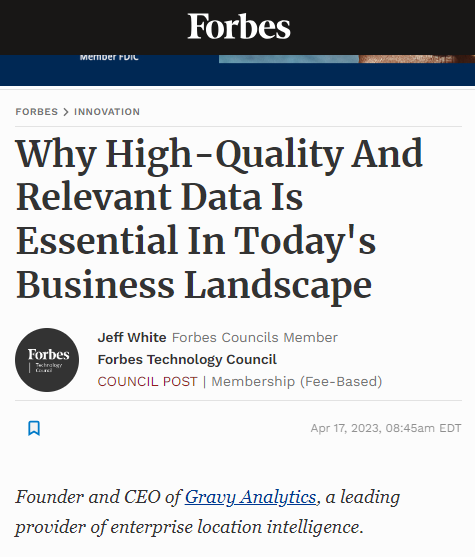 Forbes
Member FDIC
FORBES > INNOVATION
Why High-Quality And
Relevant Data Is
Essential In Today's
Business Landscape
Forbes
Technology
Council
Jeff White Forbes Councils Member
Forbes Technology Council
COUNCIL POST | Membership (Fee-Based)
Apr 17, 2023, 08:45am EDT
Founder and CEO of Gravy Analytics, a leading
provider of enterprise location intelligence.